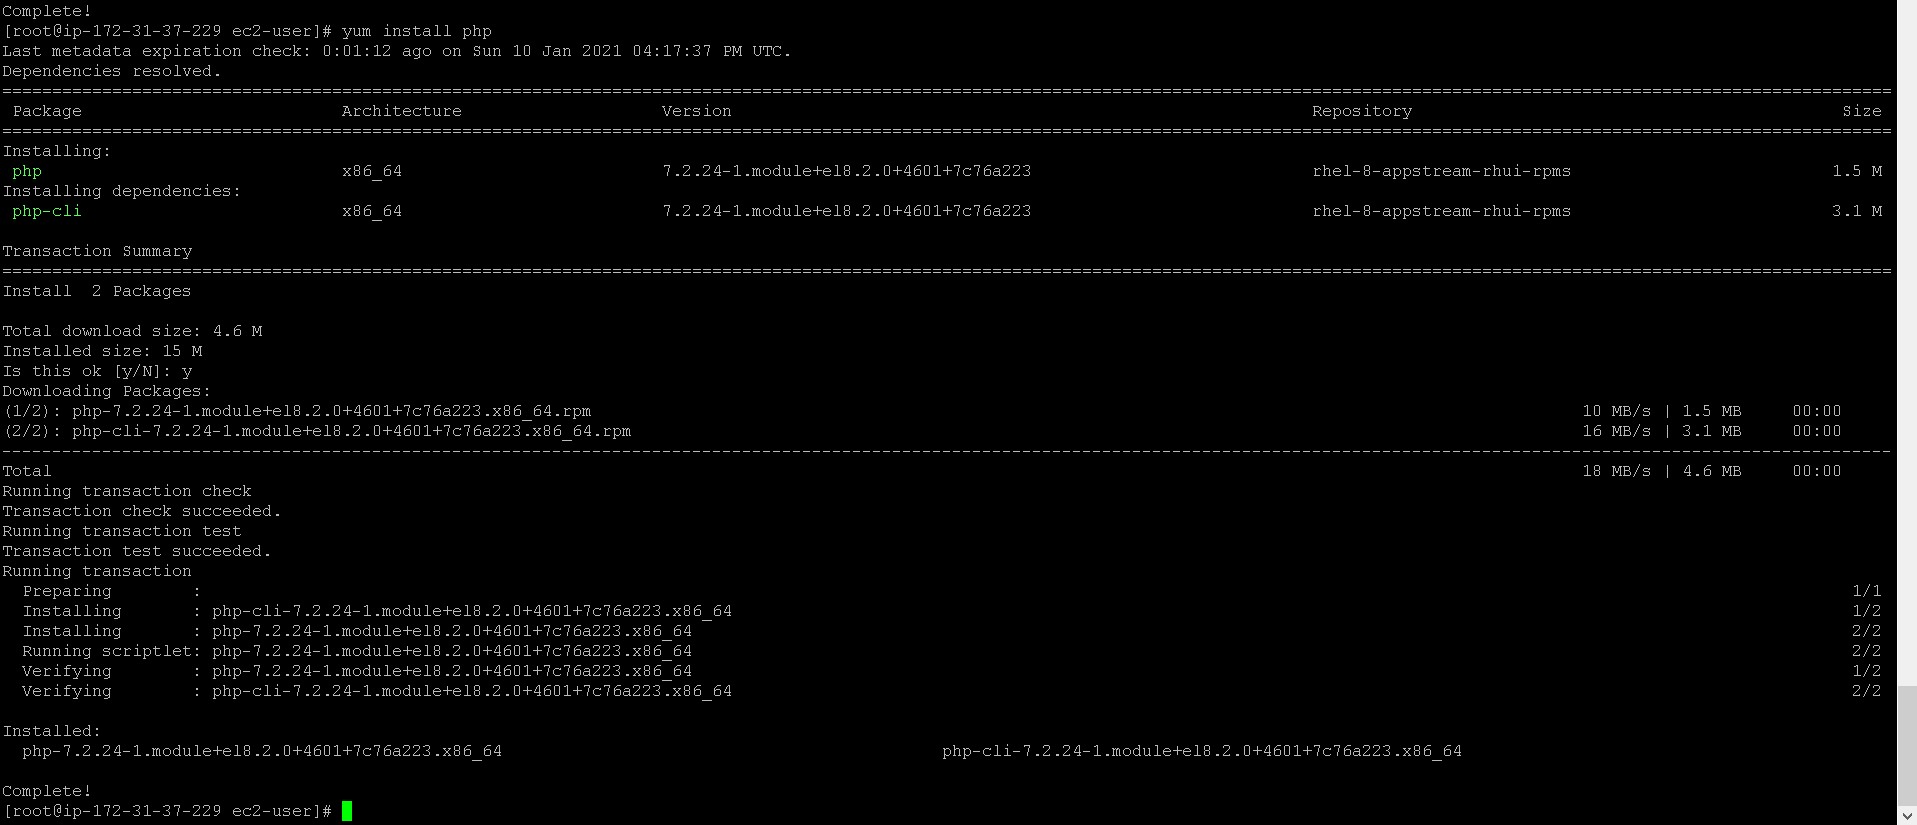 Complete!
[root@ip-172-31-37-229 ec2-user]# yum install php
Last metadata expiration check: 0:01:12 ago on Sun 10 Jan 2021 04:17:37 PM UTC.
Dependencies resolved.
Package Architecture Version Repository Size
Installing:
php x86_64 7.2.24-1.module+el8.2.0+4601+7c76a223 rhel-8-appstream-rhui-rpms 1.5 M
Installing dependencies:
php-cli x86_64 7.2.24-1.module+el8.2.0+4601+7c76a223 rhel-8-appstream-rhui-rpms 3.1 M
Transaction Summary
Install 2 Packages
Total download size: 4.6 M
Installed size: 15 M
Is this ok [y/N]: y
Downloading Packages:
(1/2): php-7.2.24-1.module+el8.2.0+4601+7c76a223.x86_64.rpm 10 MB/s | 1.5 MB 00:00
(2/2): php-cli-7.2.24-1.module+el8.2.0+4601+7c76a223.x86_64.rpm 16 MB/s | 3.1 MB 00:00
Total 18 MB/s | 4.6 MB 00:00
Running transaction check
Transaction check succeeded.
Running transaction test
Transaction test succeeded.
Running transaction
Preparing : 1/1
Installing : php-cli-7.2.24-1.module+el8.2.0+4601+7c76a223.x86_64 1/2
Installing : php-7.2.24-1.module+el8.2.0+4601+7c76a223.x86_64 2/2
Running scriptlet: php-7.2.24-1.module+el8.2.0+4601+7c76a223.x86_64 2/2
Verifying : php-7.2.24-1.module+el8.2.0+4601+7c76a223.x86_64 1/2
Verifying : php-cli-7.2.24-1.module+el8.2.0+4601+7c76a223.x86_64 2/2
Installed:
php-7.2.24-1.module+el8.2.0+4601+7c76a223.x86_64 php-cli-7.2.24-1.module+el8.2.0+4601+7c76a223.x86_64
Complete!
[root@ip-172-31-37-229 ec2-user]#